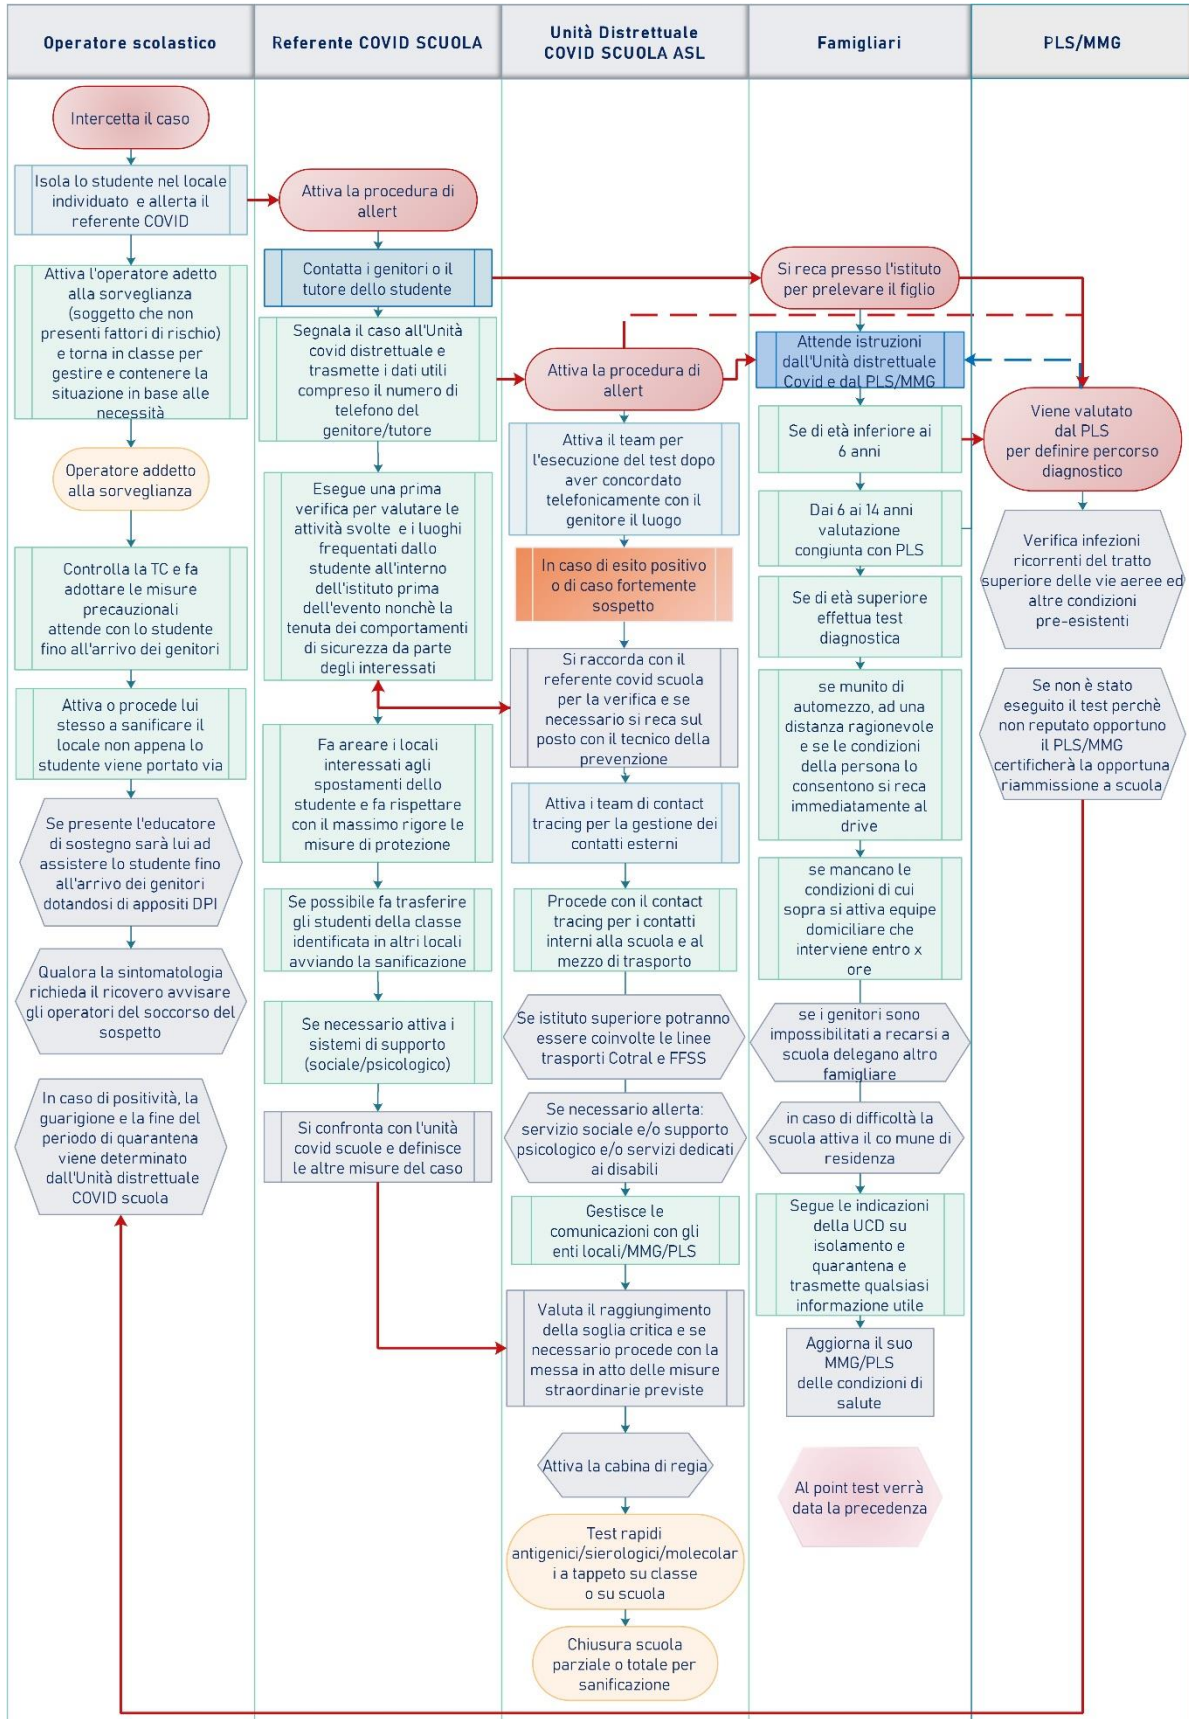 Operatore scolastico
Referente COVID SCUOLA
Unità Distrettuale
COVID SCUOLA ASL
Famigliari
PLS/MMG
Intercetta il caso
Isola lo studente nel locale
individuato e allerta il
referente COVID
Attiva l'operatore adetto
alla sorveglianza
(soggetto che non
presenti fattori di rischio)
e torna in classe per
gestire e contenere la
situazione in base alle
necessità
Operatore addetto
alla sorveglianza
Controlla la TC e fa
adottare le misure
precauzionali
attende con lo studente
fino all'arrivo dei genitori
Attiva o procede lui
stesso a sanificare il
locale non appena lo
studente viene portato via
Se presente l'educatore
di sostegno sarà lui ad
assistere lo studente fino
all'arrivo dei genitori
dotandosi di appositi DPI
Qualora la sintomatologia
richieda il ricovero avvisare
gli operatori del soccorso del
sospetto
In caso di positività, la
guarigione e la fine del
periodo di quarantena
viene determinato
dall'Unità distrettuale
COVID scuola
Attiva la procedura di
allert
Contatta i genitori o il
tutore dello studente
Segnala il caso all'Unità
covid distrettuale e
trasmette i dati utili
compreso il numero di
telefono del
genitore/tutore
Esegue una prima
verifica per valutare le
attività svolte e i luoghi
frequentati dallo
studente all'interno
dell'istituto prima
dell'evento nonchè la
tenuta dei comportamenti
di sicurezza da parte
degli interessati
Fa areare i locali
interessati agli
spostamenti dello
studente e fa rispettare
con il massimo rigore le
misure di protezione
Se possibile fa trasferire
gli studenti della classe
identificata in altri locali
avviando la sanificazione
Se necessario attiva i
sistemi di supporto
(sociale/psicologico)
Si confronta con l'unità
covid scuole e definisce
le altre misure del caso
Attiva la procedura di
allert
Attiva il team per
l'esecuzione del test dopo
aver concordato
telefonicamente con il
genitore il luogo
In caso di esito positivo
o di caso fortemente
sospetto
Si raccorda con il
referente covid scuola
per la verifica e se
necessario si reca sul
posto con il tecnico della
prevenzione
Attiva i team di contact
tracing per la gestione dei
contatti esterni
Procede con il contact
tracing per i contatti
interni alla scuola e al
mezzo di trasporto
Se istituto superiore potranno
essere coinvolte le linee
trasporti Cotral e FFSS
Se necessario allerta:
servizio sociale e/o supporto
psicologico e/o servizi dedicati
ai disabili
Gestisce le
comunicazioni con gli
enti locali/MMG/PLS
Valuta il raggiungimento
della soglia critica e se
necessario procede con la
messa in atto delle misure
straordinarie previste
Attiva la cabina di regia
Test rapidi
antigenici/sierologici/molecolar
i a tappeto su classe
o su scuola
Chiusura scuola
parziale o totale per
sanificazione
Si reca presso l'istituto
per prelevare il figlio
Attende istruzioni
dall'Unità distrettuale
Covid e dal PLS/MMG
Se di età inferiore ai
6 anni
Dai 6 ai 14 anni
valutazione
congiunta con PLS
Se di età superiore
effettua test
diagnostica
se munito di
automezzo, ad una
distanza ragionevole
e se le condizioni
della persona lo
consentono si reca
immediatamente al
drive
se mancano le
condizioni di cui
sopra si attiva equipe
domiciliare che
interviene entro x
ore
se i genitori sono
impossibilitati a recarsi a
scuola delegano altro
famigliare
in caso di difficoltà la
scuola attiva il co mune di
residenza
Segue le indicazioni
della UCD su
isolamento e
quarantena e
trasmette qualsiasi
informazione utile
Aggiorna il suo
MMG/PLS
delle condizioni di
salute
Al point test verrà
data la precedenza
Viene valutato
dal PLS
per definire percorso
diagnostico
Verifica infezioni
ricorrenti del tratto
superiore delle vie aeree ed
altre condizioni
pre-esistenti
Se non è stato
eseguito il test perchè
non reputato opportuno
il PLS/MMG
certificherà la opportuna
riammissione a scuola